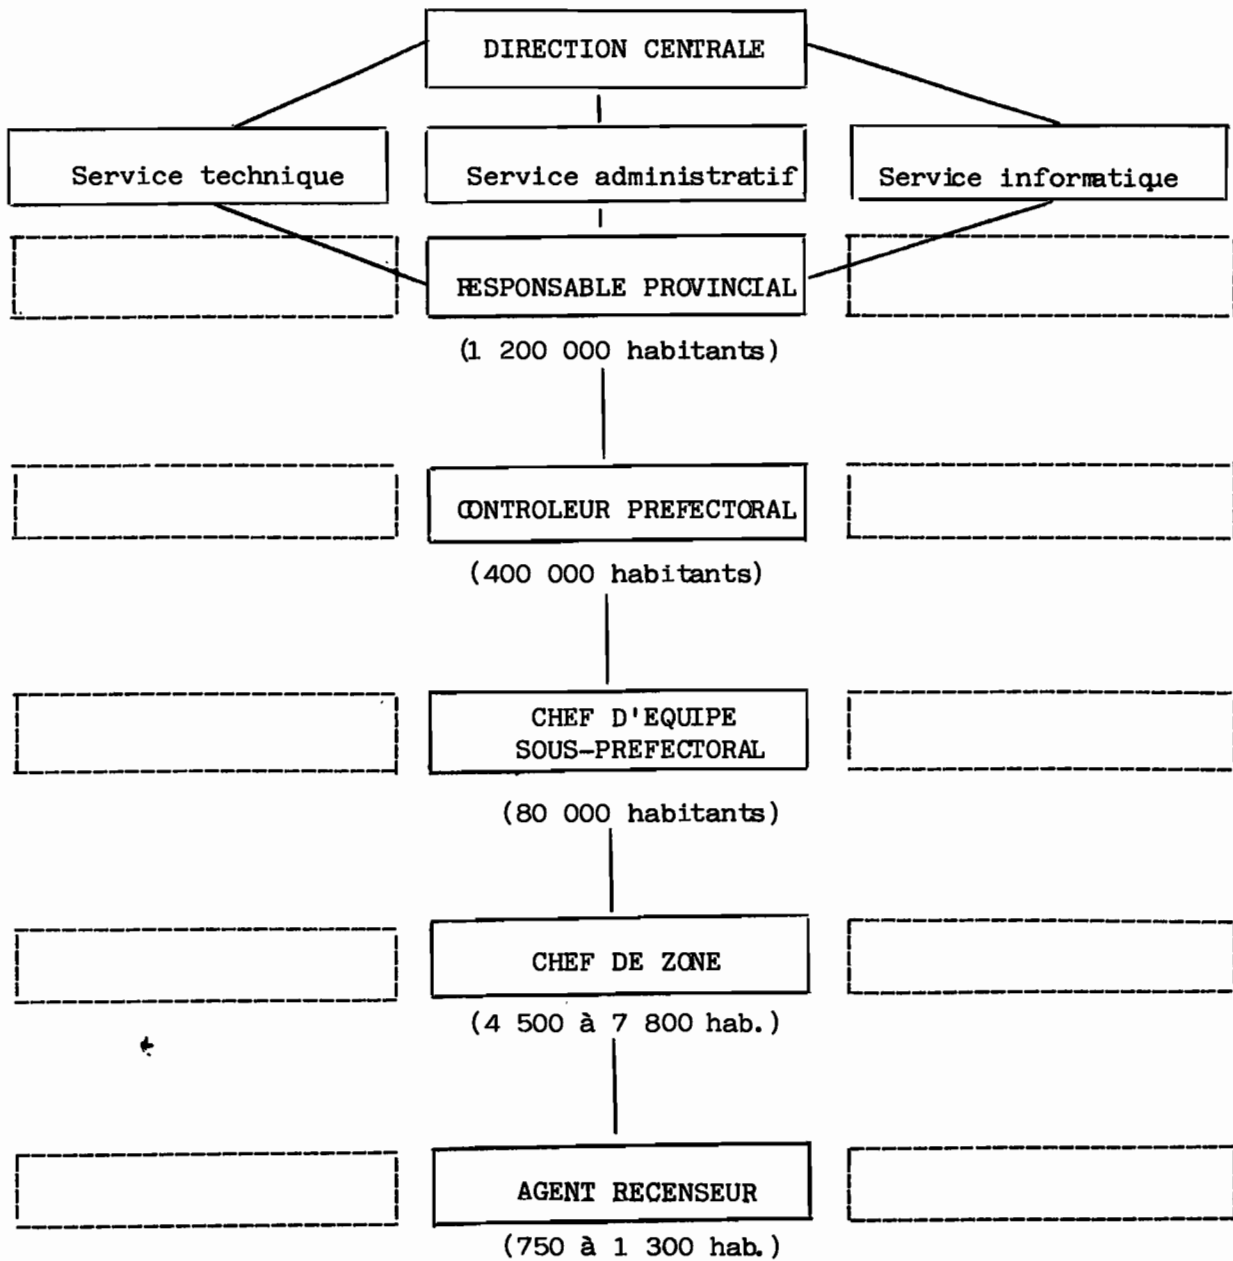 DIRECTION CENTRALE
Service technique
Service administratif
Service informatique
RESPONSABLE PROVINCIAL
(1 200 000 habitants)
CONTROLEUR PREFECTORAL
(400 000 habitants)
CHEF D'EQUIPE
SOUS-PREFECTORAL
(80 000 habitants)
CHEF DE ZONE
(4 500 à 7 800 hab.)
AGENT RECENSEUR
(750 à 1 300 hab.)